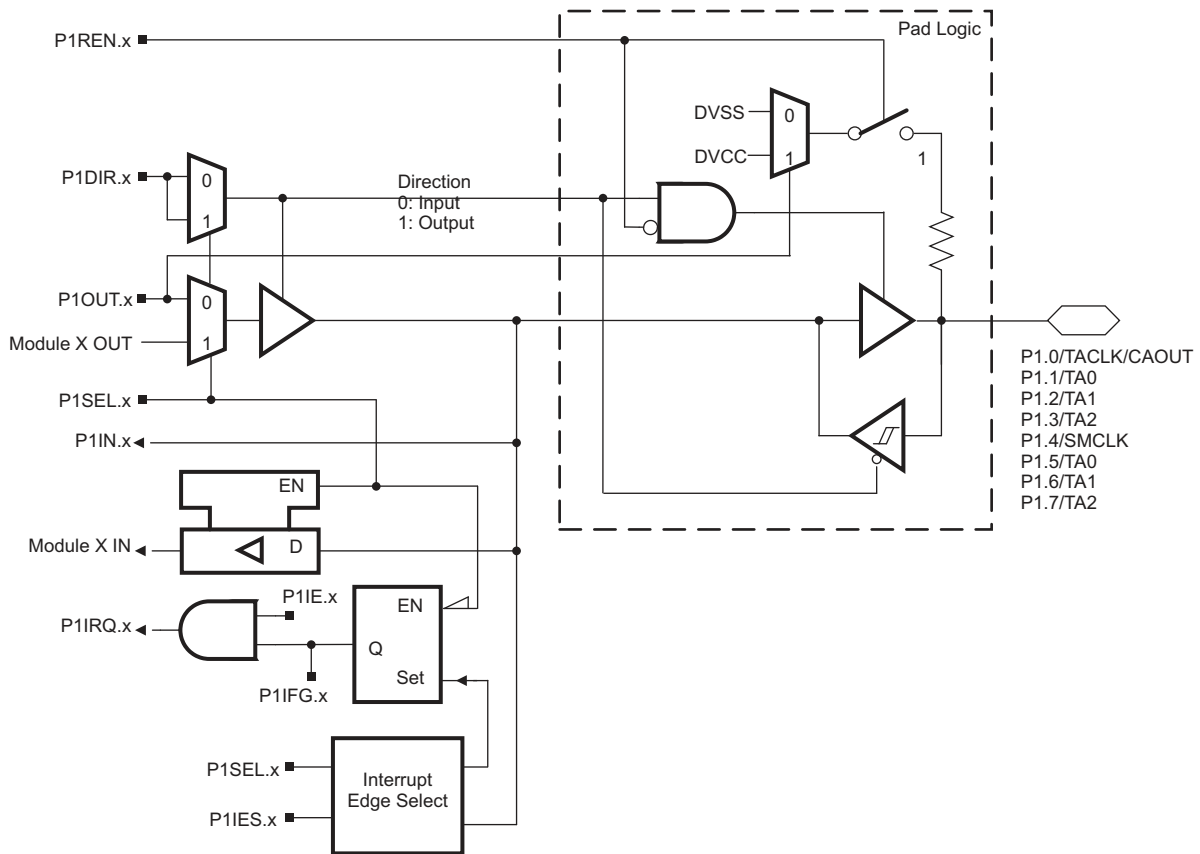 Pad Logic
P1REN.x
DVSS
0
DVCC
1
1
P1DIR.x
0
1
Direction
0: Input
1: Output
P1OUT.x
0
Module X OUT
1
P1SEL.x
P1IN.x
EN
Module X IN
D
P1IE.x
EN
P1IRQ.x
Q
Set
P1IFG.x
P1SEL.x
Interrupt
Edge Select
P1IES.x
P1.0/TACLK/CAOUT
P1.1/TA0
P1.2/TA1
P1.3/TA2
P1.4/SMCLK
P1.5/TA0
P1.6/TA1
P1.7/TA2